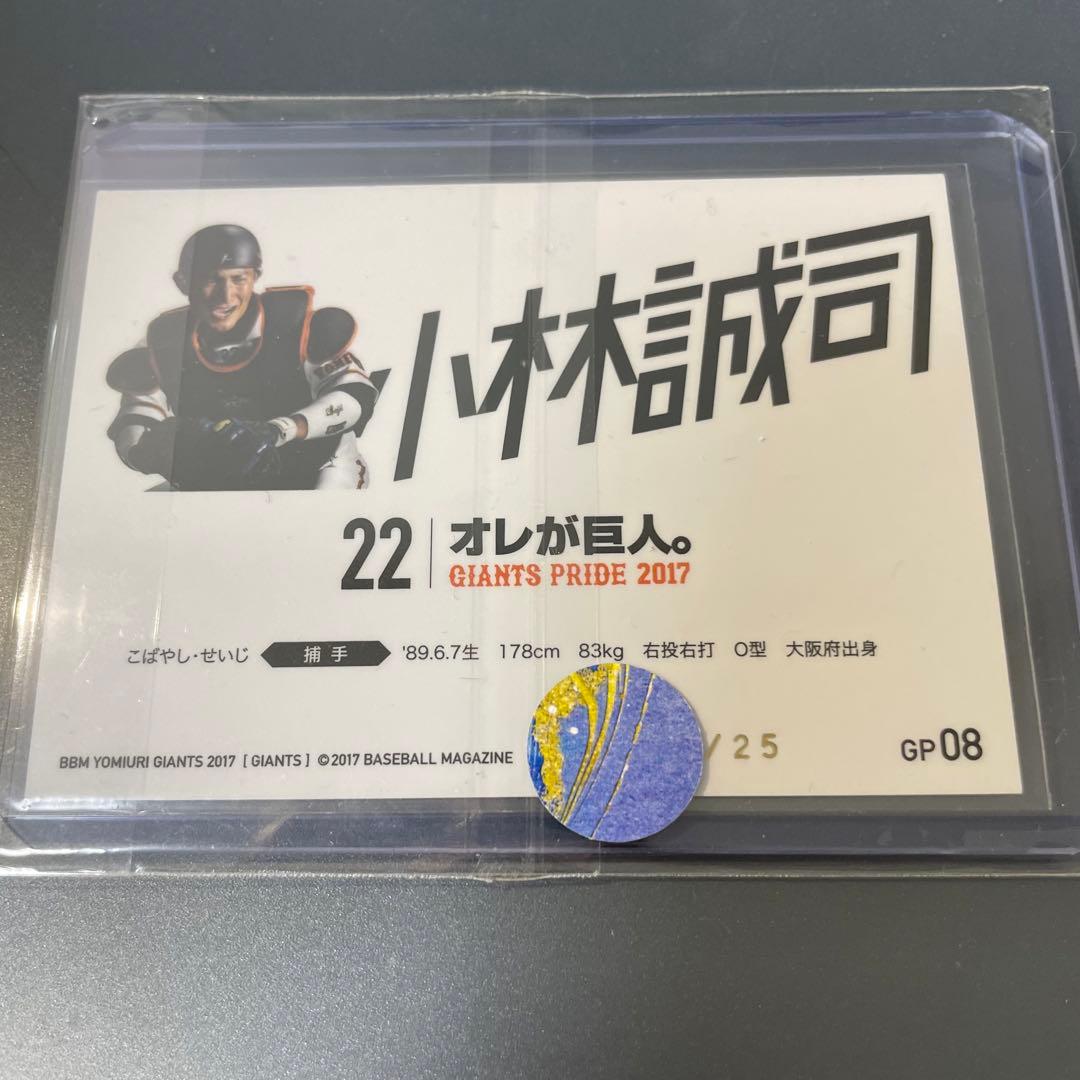 小林誠司
22 オレが巨人。
GIANTS PRIDE 2017
こばやし・せいじ 捕手 '89.6.7生 178cm 83kg 右投右打 O型 大阪府出身
BBM YOMIURI GIANTS 2017 [ GIANTS ] © 2017 BASEBALL MAGAZINE /25 GP08